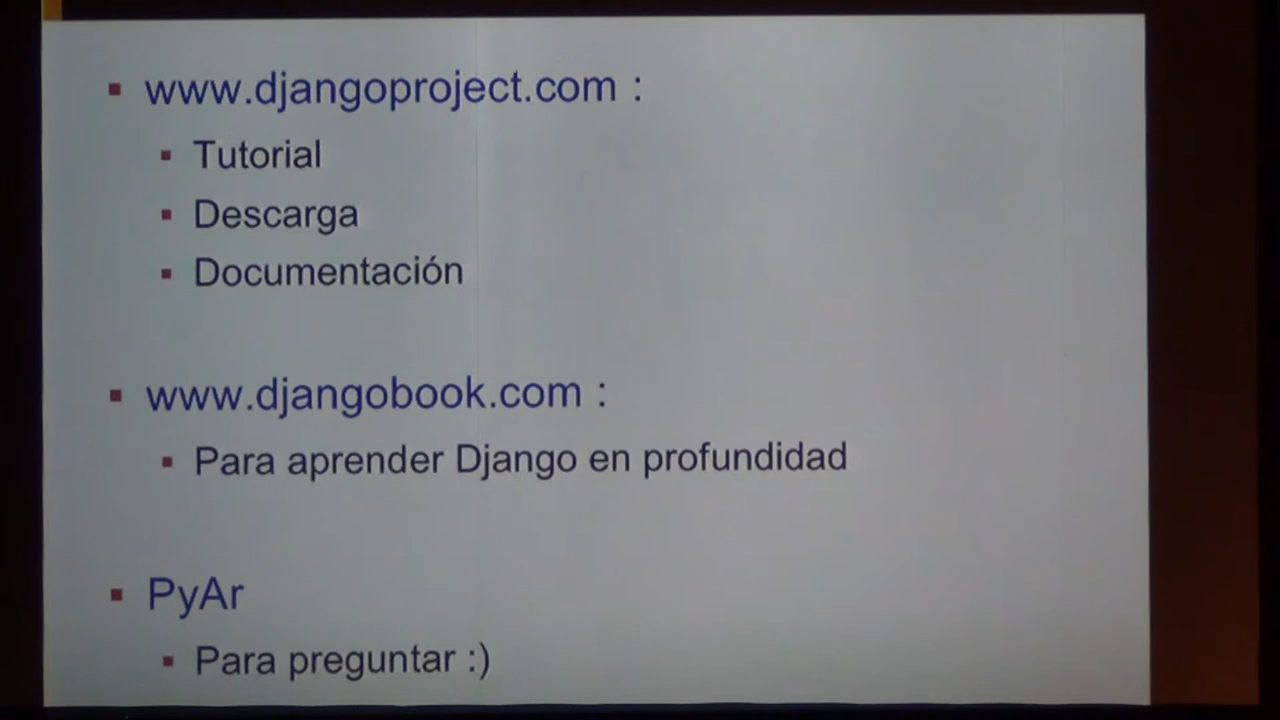 www.djangoproject.com :
Tutorial
Descarga
Documentación
www.djangobook.com :
Para aprender Django en profundidad
PyAr
Para preguntar :)